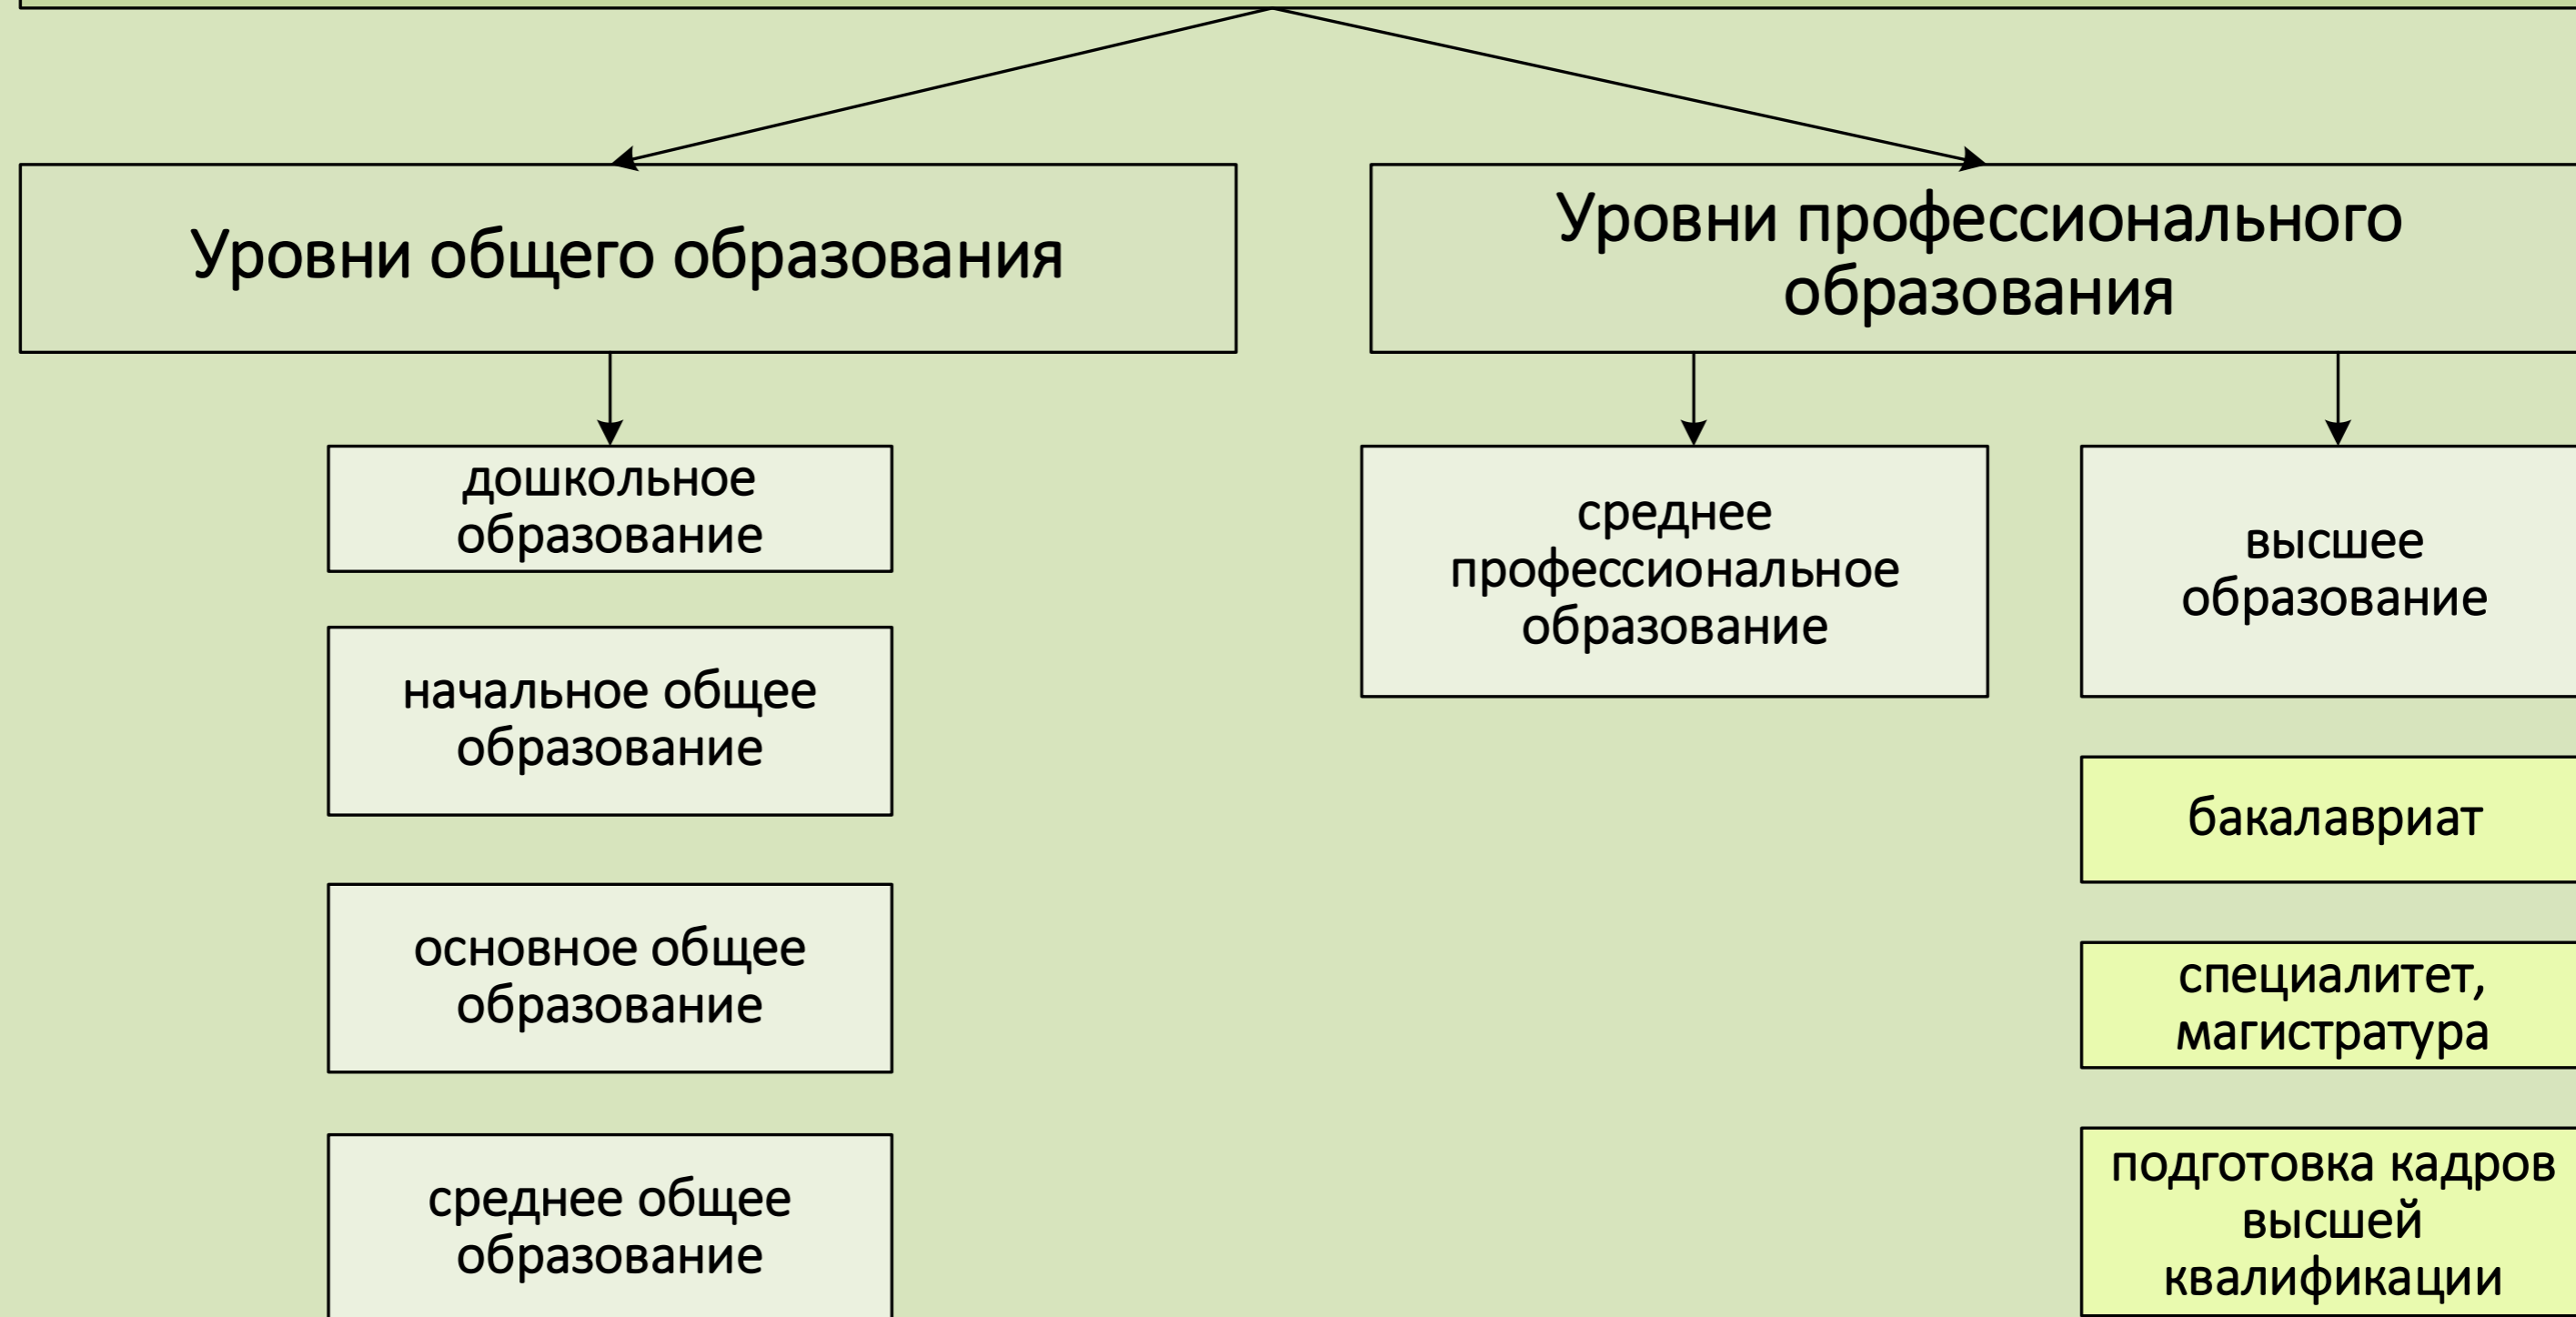 Уровни общего образования
Уровни профессионального
образования
дошкольное
образование
начальное общее
образование
основное общее
образование
среднее общее
образование
среднее
профессиональное
образование
высшее
образование
бакалавриат
специалитет,
магистратура
подготовка кадров
высшей
квалификации